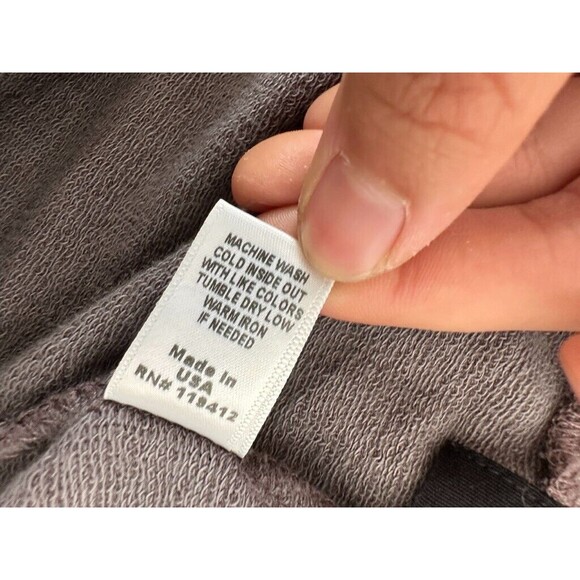 MACHINE WASH
COLD INSIDE OUT
WITH LIKE COLORS
TUMBLE DRY LOW
WARM IRON
IF NEEDED
Made In
USA
RN# 119412